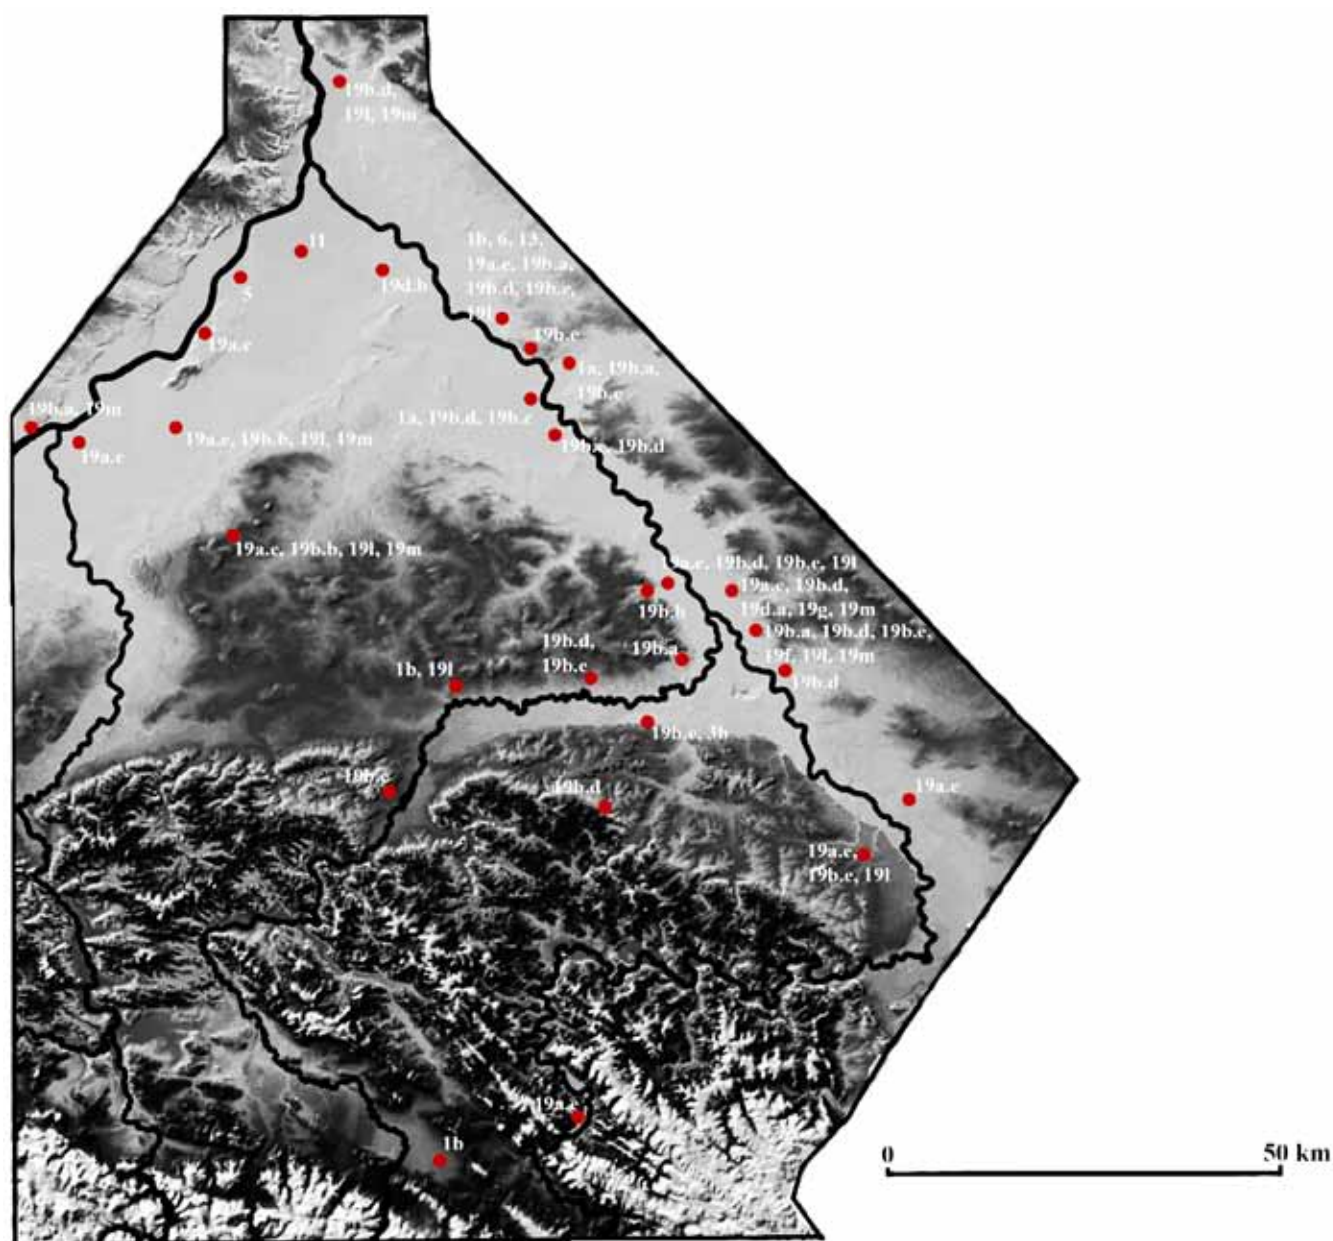 19b.d,
19l, 19m
11
5
19d.b
1b, 6, 13,
19a.e, 19b.a,
19b.d, 19b.e,
19l
19a.e
19b.e
1a, 19b.a,
19b.e
19b.a, 19m
19a.e
19a.e, 19b.b, 19l, 19m
1a, 19b.d, 19b.e
19b.e, 19b.d
19a.e, 19b.b, 19l, 19m
19a.e, 19b.d, 19b.e, 19l
19b.b
19a.e, 19b.d,
19d.a, 19g, 19m
19b.a, 19b.d, 19b.e,
19f, 19l, 19m
19b.d
19b.a
19b.d,
19b.e
1b, 19l
19b.e, 3b
19b.e
19b.d
19a.e
19a.e,
19b.e, 19l
19a.e
1b
0
50 km